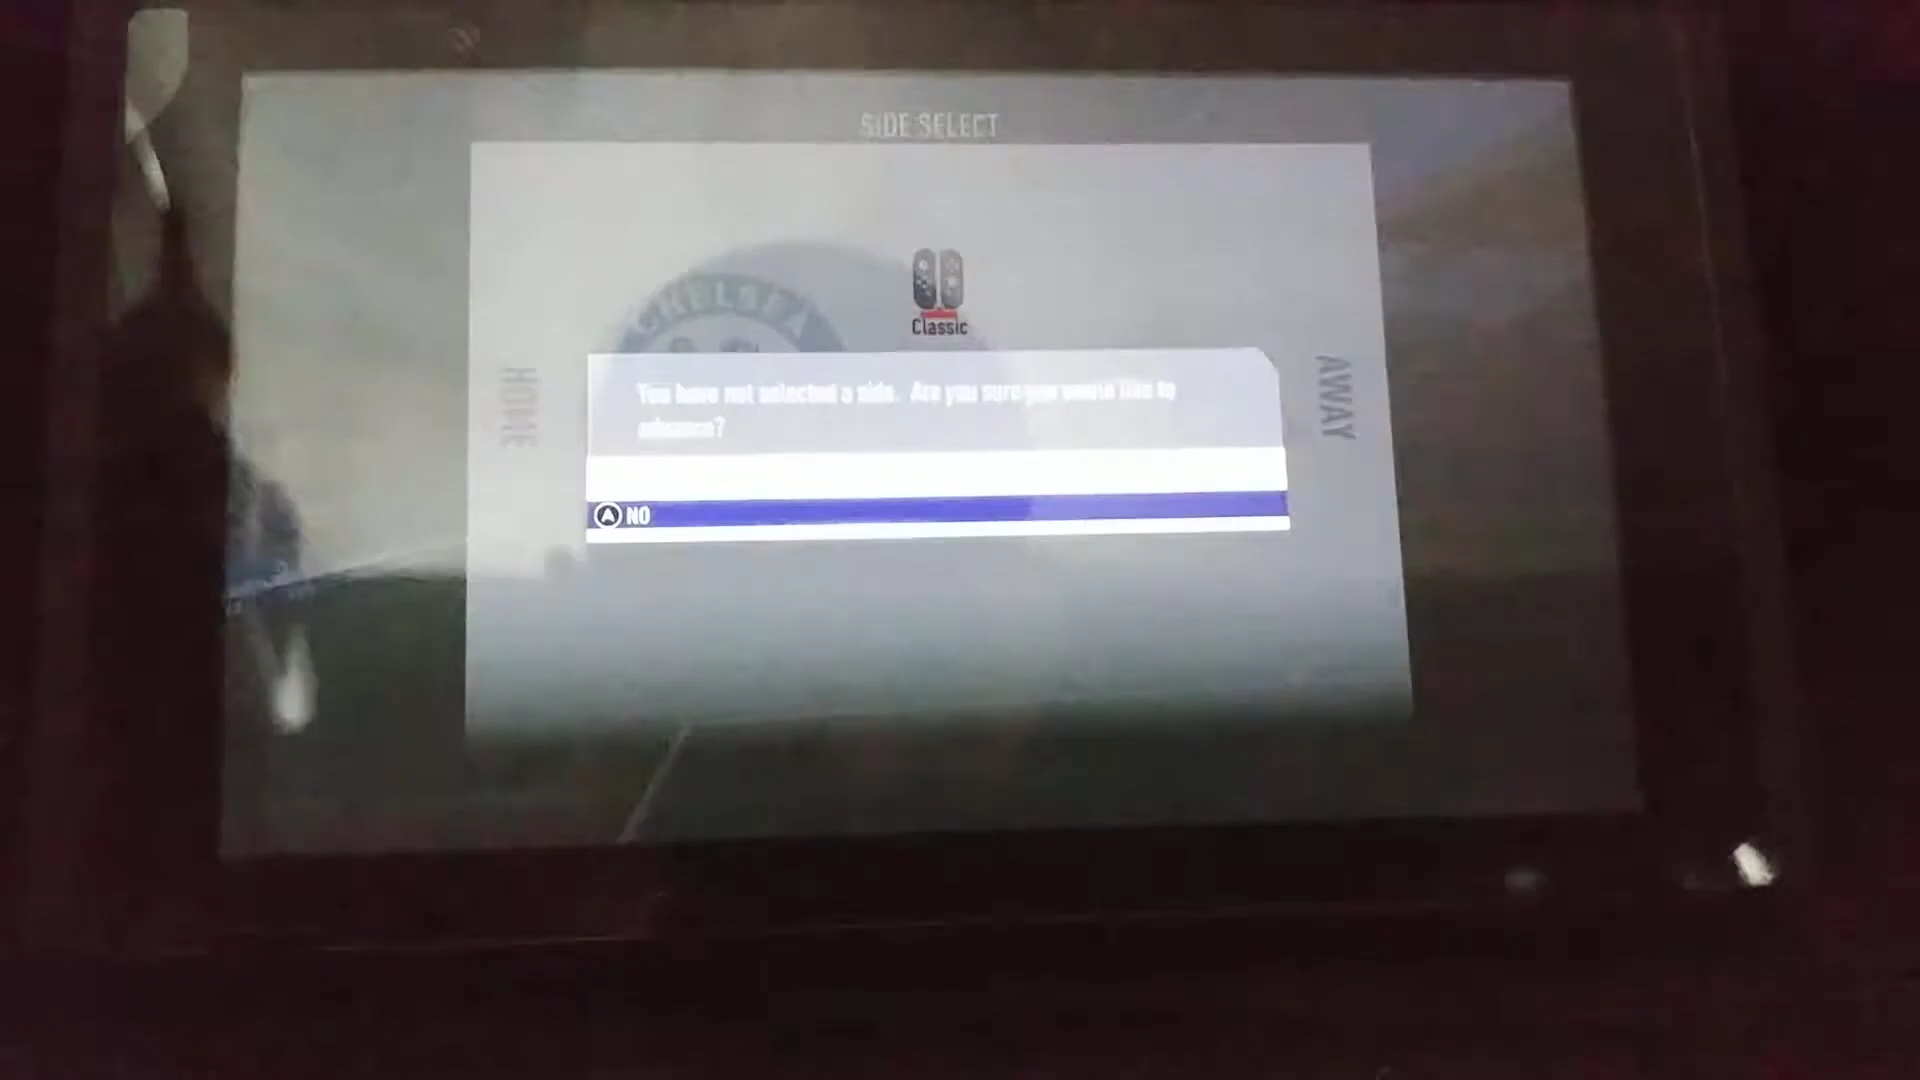 SIDE SELECT
CHELSEA
Classic
HOME
AWAY
You have not selected a side. Are you sure you would like to
advance?
A NO